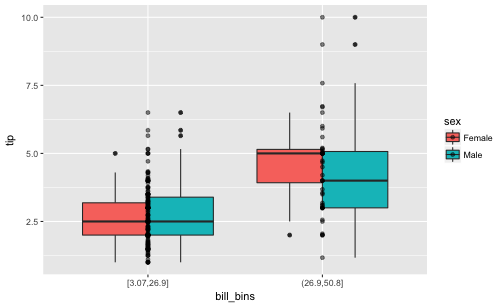 10.0
7.5
5.0
2.5
tip
[3.07,26.9]
(26.9,50.8]
bill_bins
sex
Female
Male